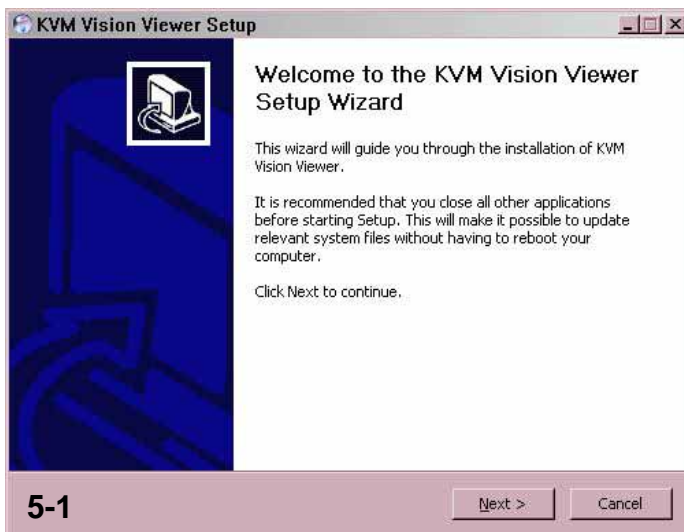 KVM Vision Viewer Setup
Welcome to the KVM Vision Viewer
Setup Wizard
This wizard will guide you through the installation of KVM
Vision Viewer.
It is recommended that you close all other applications
before starting Setup. This will make it possible to update
relevant system files without having to reboot your
computer.
Click Next to continue.
5-1
Next >
Cancel